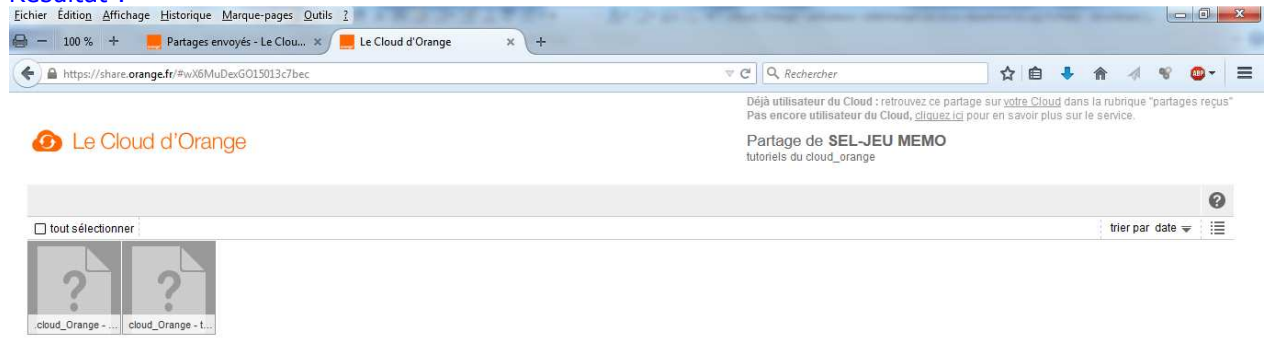 Résultat :
Fichier Édition Affichage Historique Marque-pages Outils ?
100 % + Partages envoyés - Le Clou... × Le Cloud d'Orange × +
https://share.orange.fr/#wX6MuDexGO15013c7bec Rechercher ABP
Déjà utilisateur du Cloud : retrouvez ce partage sur votre Cloud dans la rubrique "partages reçus"
Pas encore utilisateur du Cloud, cliquez ici pour en savoir plus sur le service.
Le Cloud d'Orange
Partage de SEL-JEU MEMO
tutoriels du cloud_orange
tout sélectionner trier par date
.cloud_Orange - ... cloud_Orange - t...